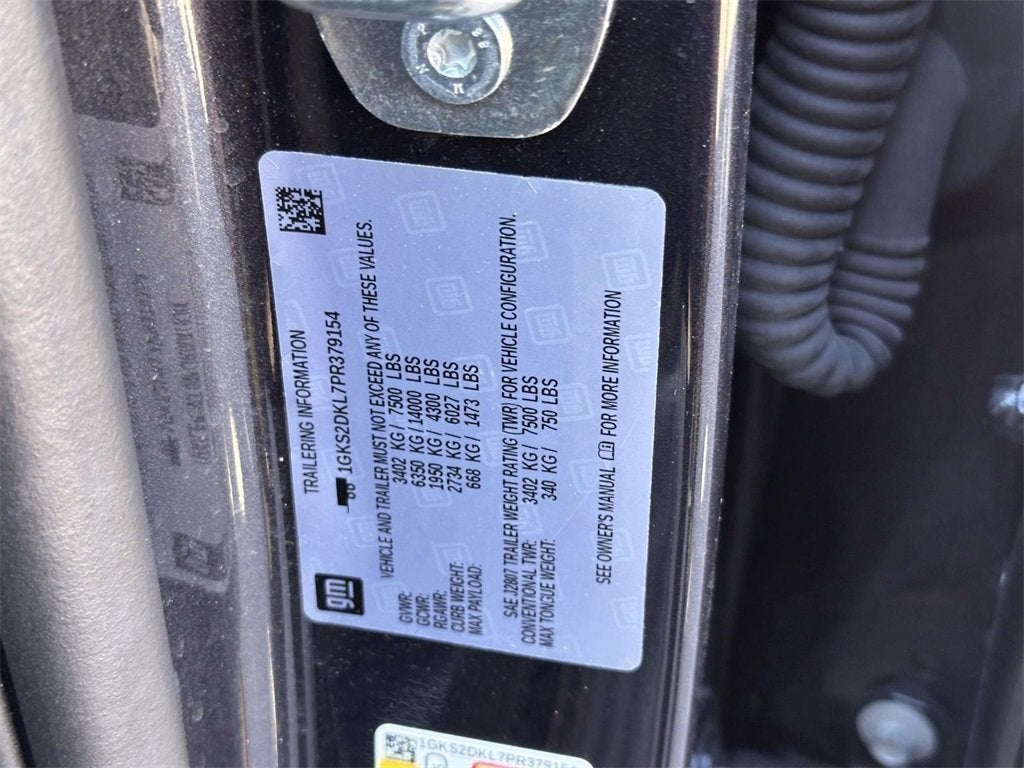 TRAILERING INFORMATION
1GKS2DKL7PR379154
gm
VEHICLE AND TRAILER MUST NOT EXCEED ANY OF THESE VALUES.
GVWR: 3402 KG / 7500 LBS
GCWR: 6350 KG / 14000 LBS
RGAWR: 1950 KG / 4300 LBS
CURB WEIGHT: 2734 KG / 6027 LBS
MAX PAYLOAD: 668 KG / 1473 LBS
SAE J2807 TRAILER WEIGHT RATING (TWR) FOR VEHICLE CONFIGURATION.
CONVENTIONAL TWR: 3402 KG / 7500 LBS
MAX TONGUE WEIGHT: 340 KG / 750 LBS
SEE OWNER'S MANUAL FOR MORE INFORMATION
1GKS2DKL7PR379154